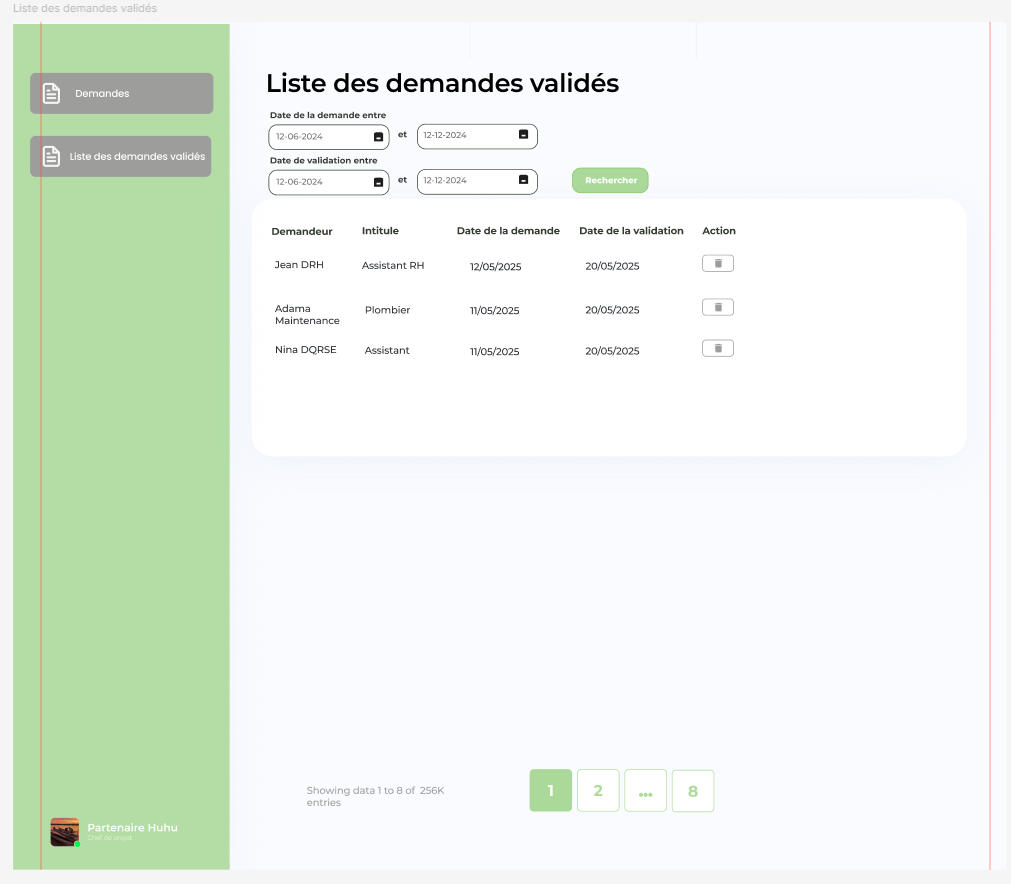 Liste des demandes validés
Demandes
Liste des demandes validés
Liste des demandes validés
Date de la demande entre
12-06-2024 et 12-12-2024
Date de validation entre
12-06-2024 et 12-12-2024 Rechercher
Demandeur Intitule Date de la demande Date de la validation Action
Jean DRH Assistant RH 12/05/2025 20/05/2025
Adama
Maintenance Plombier 11/05/2025 20/05/2025
Nina DQRSE Assistant 11/05/2025 20/05/2025
Showing data 1 to 8 of 256K
entries
1 2 ... 8
Partenaire Huhu
Chef de projet